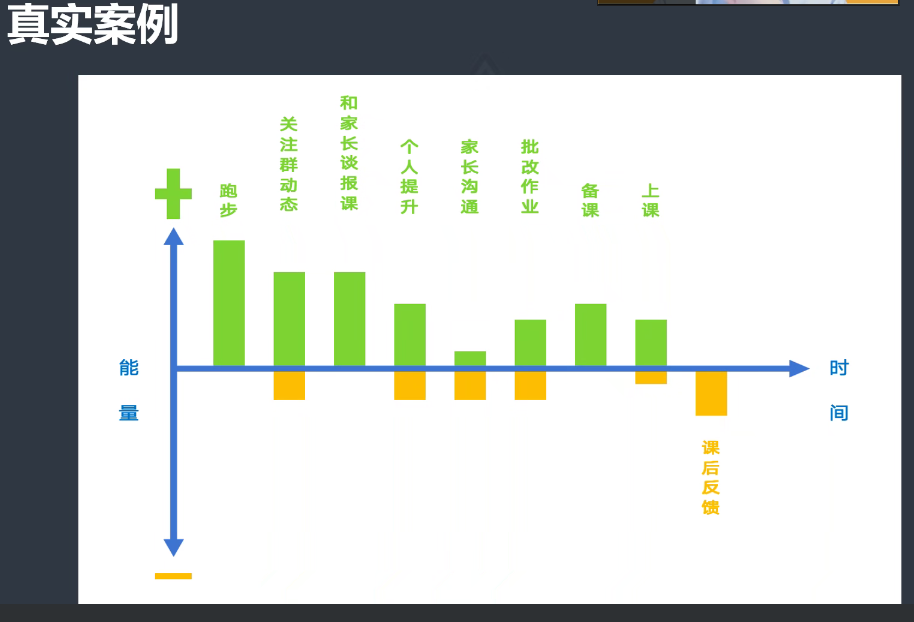 真实案例
跑步
关注群动态
和家长谈报课
个人提升
家长沟通
批改作业
备课
上课
能量
时间
课后反馈